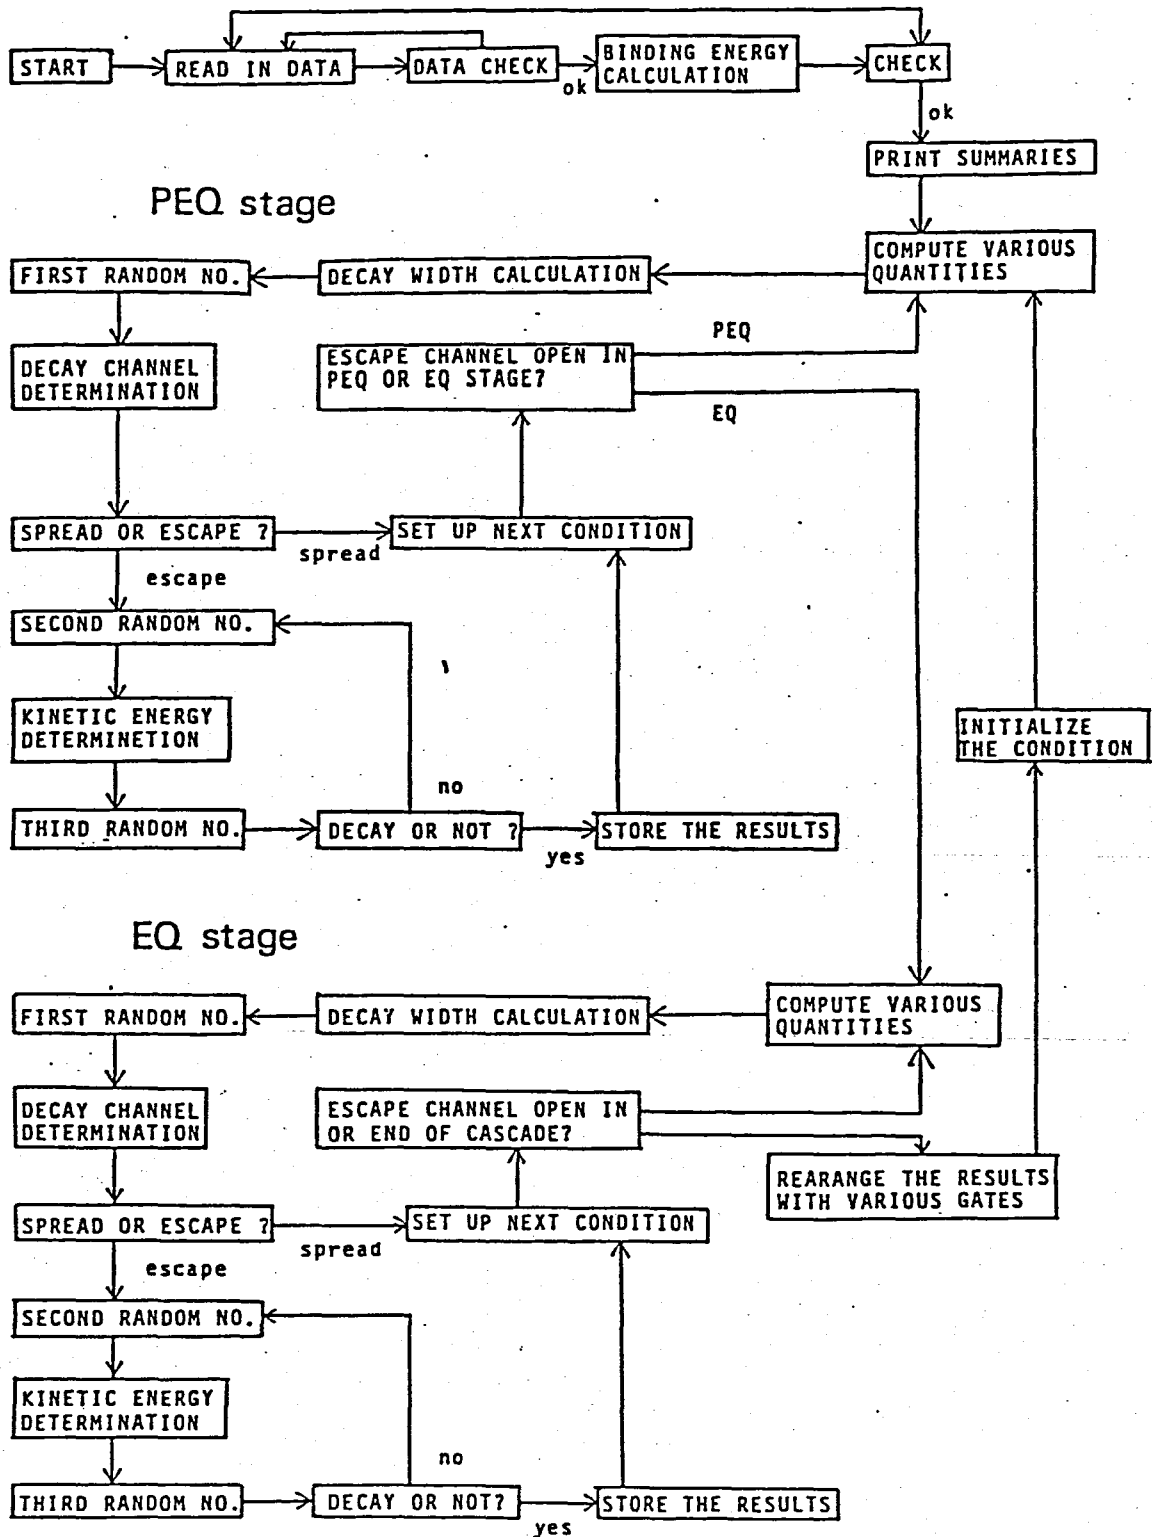 START
READ IN DATA
DATA CHECK
ok
BINDING ENERGY
CALCULATION
CHECK
ok
PRINT SUMMARIES
PEQ stage
COMPUTE VARIOUS
QUANTITIES
DECAY WIDTH CALCULATION
FIRST RANDOM NO.
DECAY CHANNEL
DETERMINATION
ESCAPE CHANNEL OPEN IN
PEQ OR EQ STAGE?
PEQ
EQ
SPREAD OR ESCAPE ?
spread
SET UP NEXT CONDITION
escape
SECOND RANDOM NO.
KINETIC ENERGY
DETERMINETION
INITIALIZE
THE CONDITION
THIRD RANDOM NO.
DECAY OR NOT ?
no
yes
STORE THE RESULTS
EQ stage
COMPUTE VARIOUS
QUANTITIES
DECAY WIDTH CALCULATION
FIRST RANDOM NO.
DECAY CHANNEL
DETERMINATION
ESCAPE CHANNEL OPEN IN
OR END OF CASCADE?
REARANGE THE RESULTS
WITH VARIOUS GATES
SPREAD OR ESCAPE ?
spread
SET UP NEXT CONDITION
escape
SECOND RANDOM NO.
KINETIC ENERGY
DETERMINATION
THIRD RANDOM NO.
DECAY OR NOT?
no
yes
STORE THE RESULTS